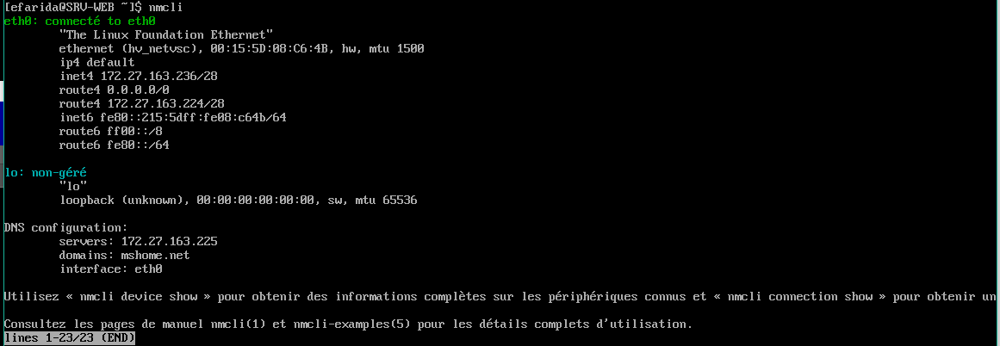 [efarida@SRV-WEB ~]$ nmcli
eth0: connecté to eth0
"The Linux Foundation Ethernet"
ethernet (hv_netvsc), 00:15:5D:08:C6:4B, hw, mtu 1500
ip4 default
inet4 172.27.163.236/28
route4 0.0.0.0/0
route4 172.27.163.224/28
inet6 fe80::215:5dff:fe08:c64b/64
route6 ff00::/8
route6 fe80::/64
lo: non-géré
"lo"
loopback (unknown), 00:00:00:00:00:00, sw, mtu 65536
DNS configuration:
servers: 172.27.163.225
domains: mshome.net
interface: eth0
Utilisez « nmcli device show » pour obtenir des informations complètes sur les périphériques connus et « nmcli connection show » pour obtenir un
Consultez les pages de manuel nmcli(1) et nmcli-examples(5) pour les détails complets d'utilisation.
lines 1-23/23 (END)